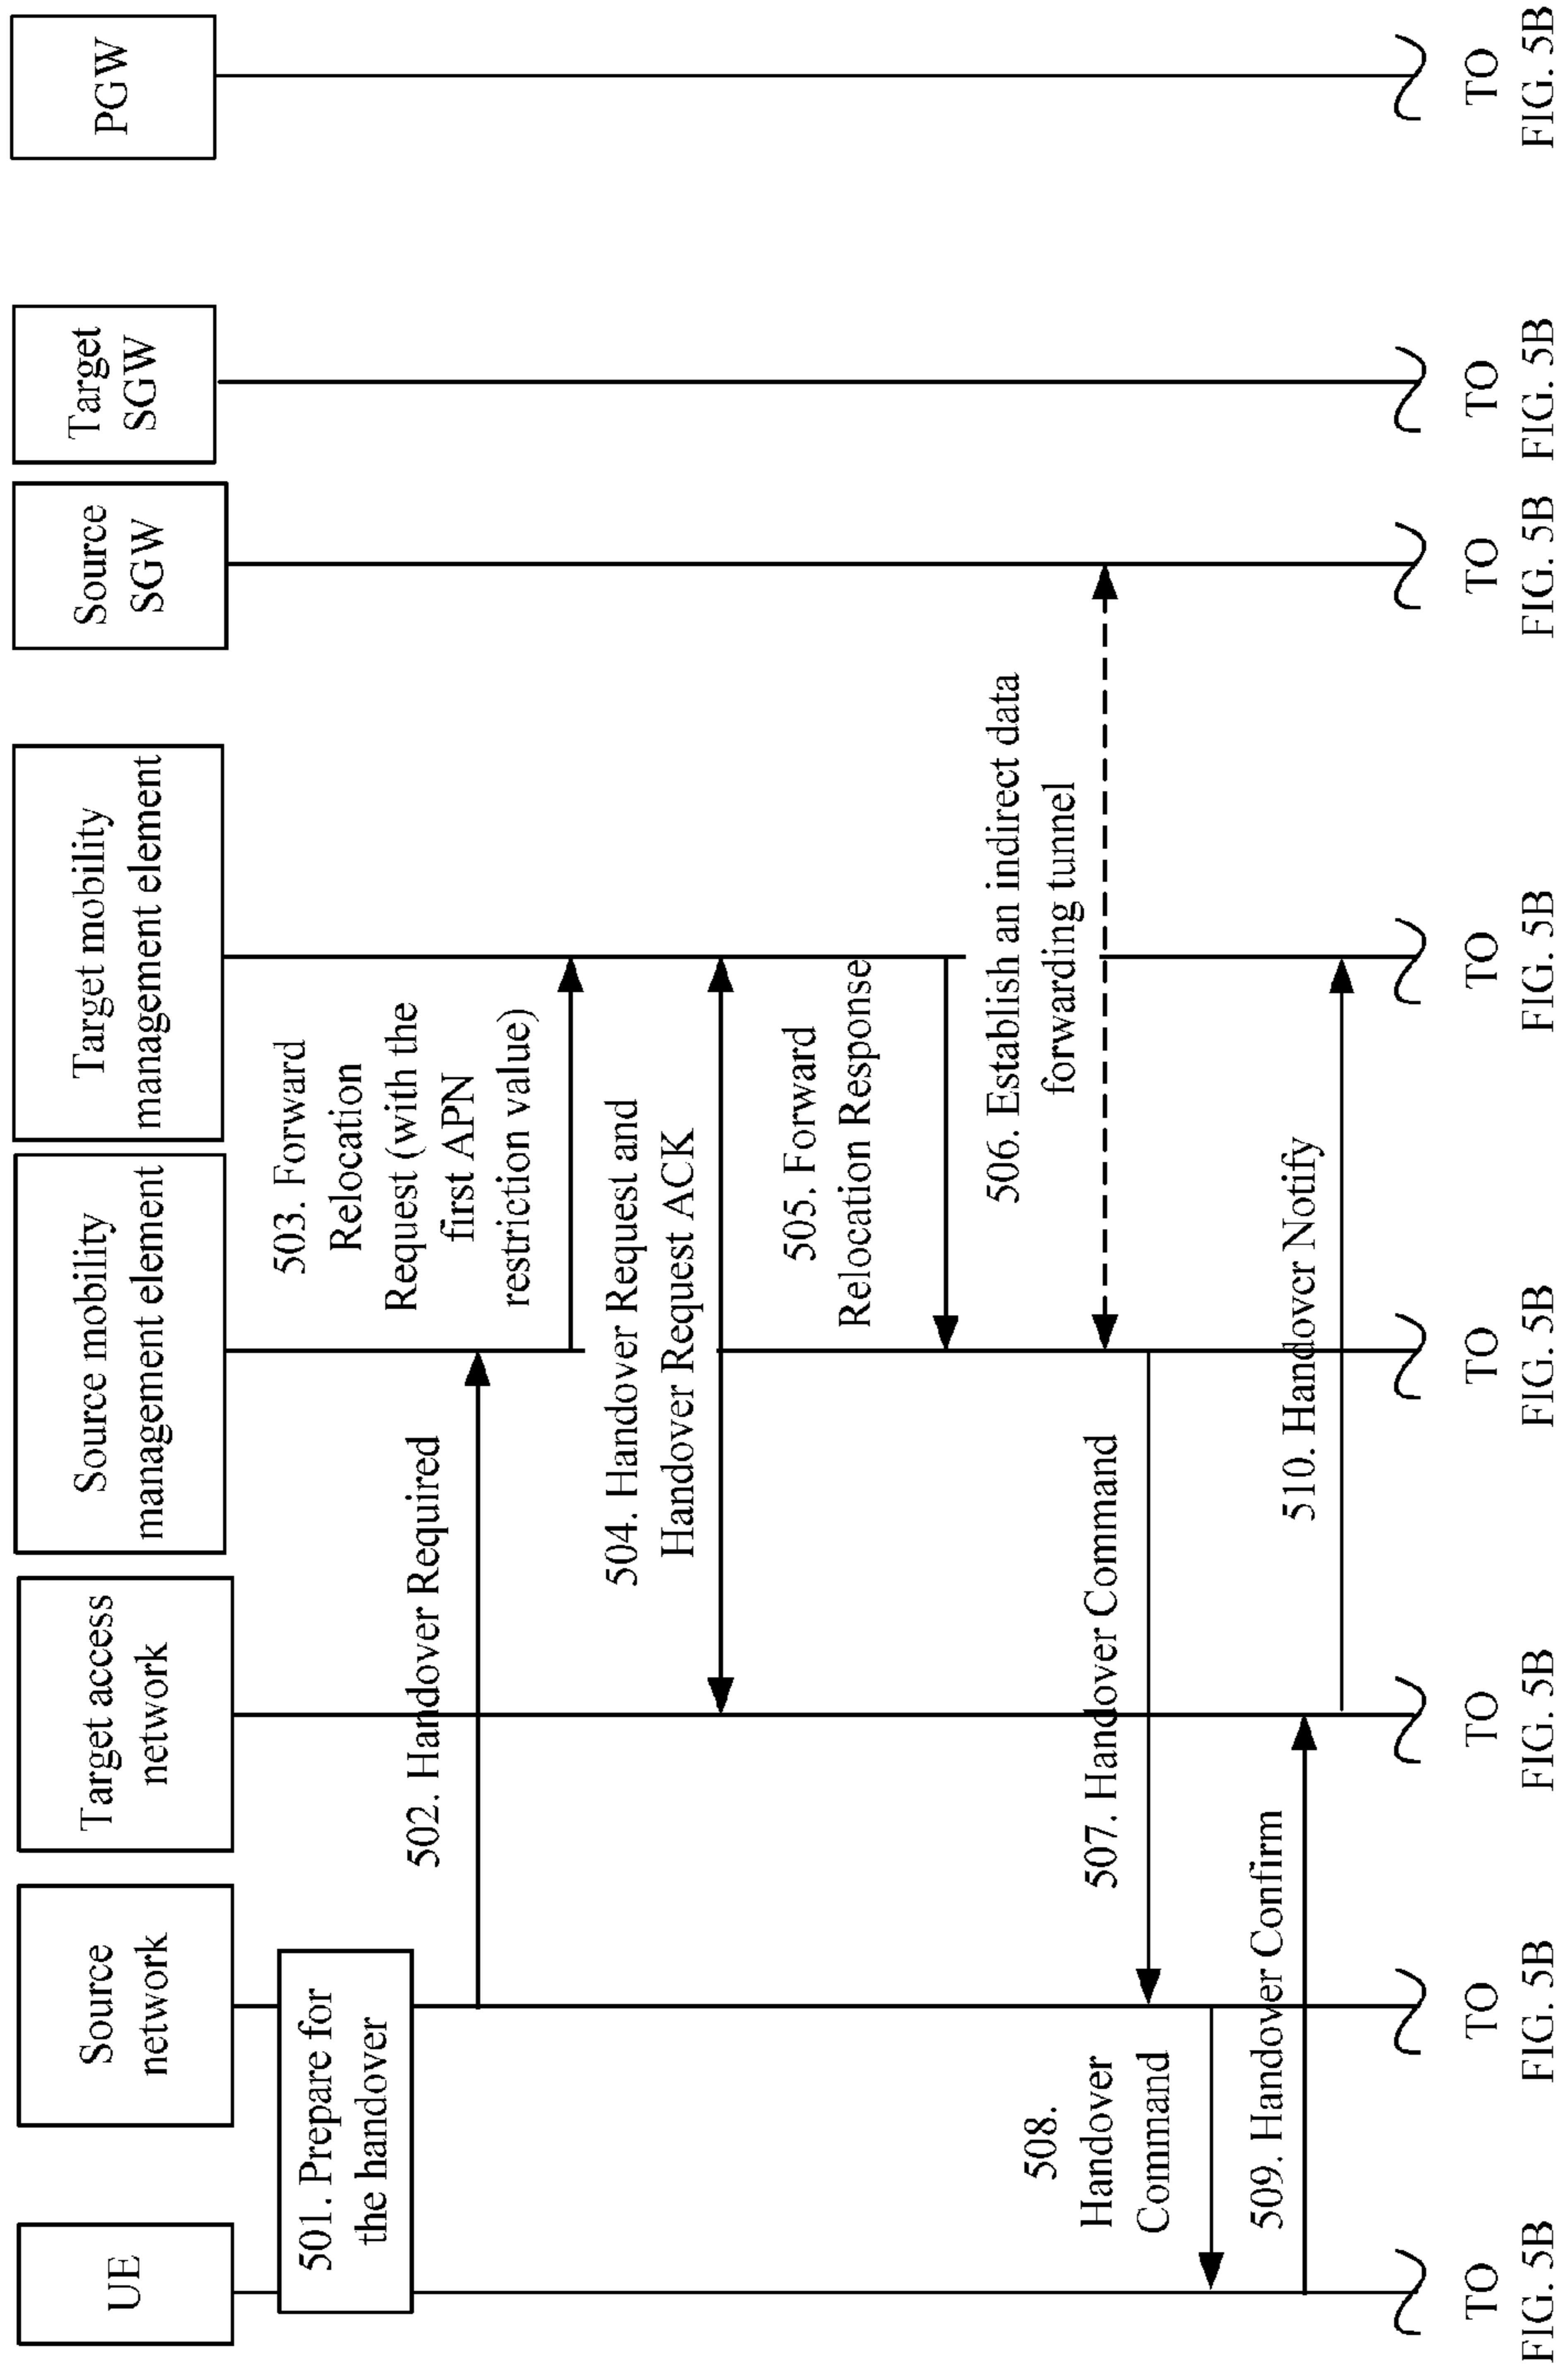 UE
Source
network
Target access
network
Source mobility
management element
Target mobility
management element
Source
SGW
Target
SGW
PGW
501. Prepare for
the handover
502. Handover Required
503. Forward
Relocation
Request (with the
first APN
restriction value)
504. Handover Request and
Handover Request ACK
505. Forward
Relocation Response
506. Establish an indirect data
forwarding tunnel
507. Handover Command
508.
Handover
Command
509. Handover Confirm
510. Handover Notify
TO
FIG. 5B
TO
FIG. 5B
TO
FIG. 5B
TO
FIG. 5B
TO
FIG. 5B
TO
FIG. 5B
TO
FIG. 5B
TO
FIG. 5B